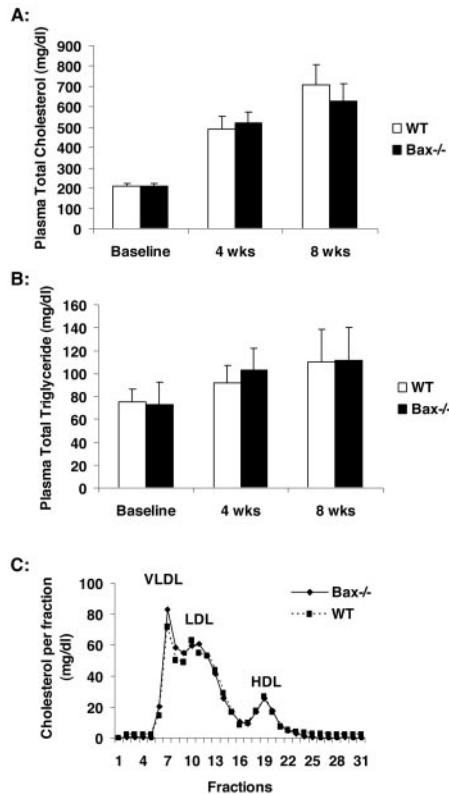 A:
Plasma Total Cholesterol (mg/dl)
900
800
700
600
500
400
300
200
100
0
Baseline 4 wks 8 wks
WT
Bax-/-
B:
Plasma Total Triglyceride (mg/dl)
160
140
120
100
80
60
40
20
0
Baseline 4 wks 8 wks
WT
Bax-/-
C:
Cholesterol per fraction
(mg/dl)
100
80
60
40
20
0
VLDL
LDL
HDL
Bax-/-
WT
1 4 7 10 13 16 19 22 25 28 31
Fractions